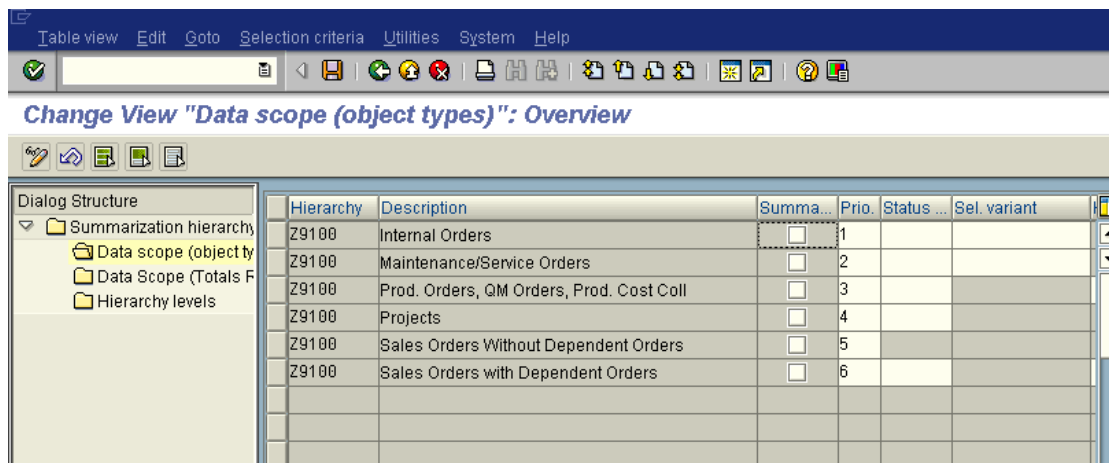 Table view Edit Goto Selection criteria Utilities System Help
Change View "Data scope (object types)": Overview
Dialog Structure
Summarization hierarchy
Data scope (object ty
Data Scope (Totals R
Hierarchy levels
Hierarchy Description Summa... Prio. Status ... Sel. variant
Z9100 Internal Orders 1
Z9100 Maintenance/Service Orders 2
Z9100 Prod. Orders, QM Orders, Prod. Cost Coll 3
Z9100 Projects 4
Z9100 Sales Orders Without Dependent Orders 5
Z9100 Sales Orders with Dependent Orders 6